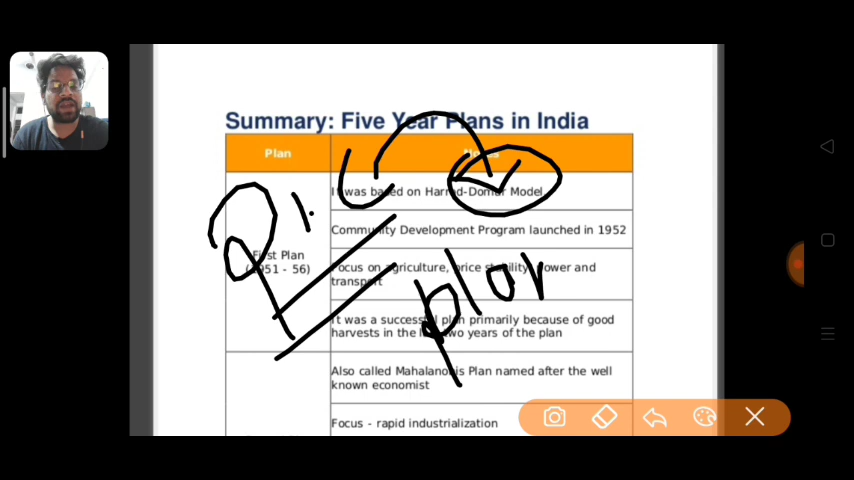 Summary: Five Year Plans in India
Plan
It was based on Harrod-Domar Model
Community Development Program launched in 1952
First Plan
(1951 - 56)
Focus on agriculture, price stability, power and
transport
It was a successful plan primarily because of good
harvests in the last two years of the plan
plan
Also called Mahalanobis Plan named after the well
known economist
Focus - rapid industrialization